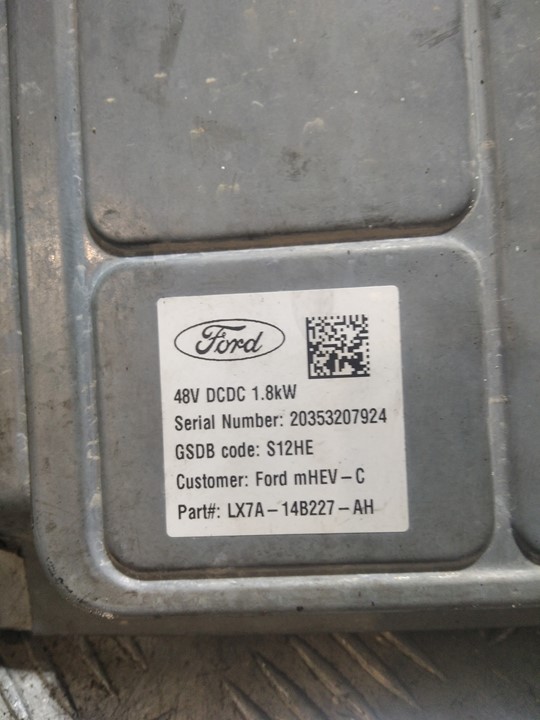 Ford
48V DCDC 1.8kW
Serial Number: 20353207924
GSDB code: S12HE
Customer: Ford mHEV-C
Part#: LX7A-14B227-AH